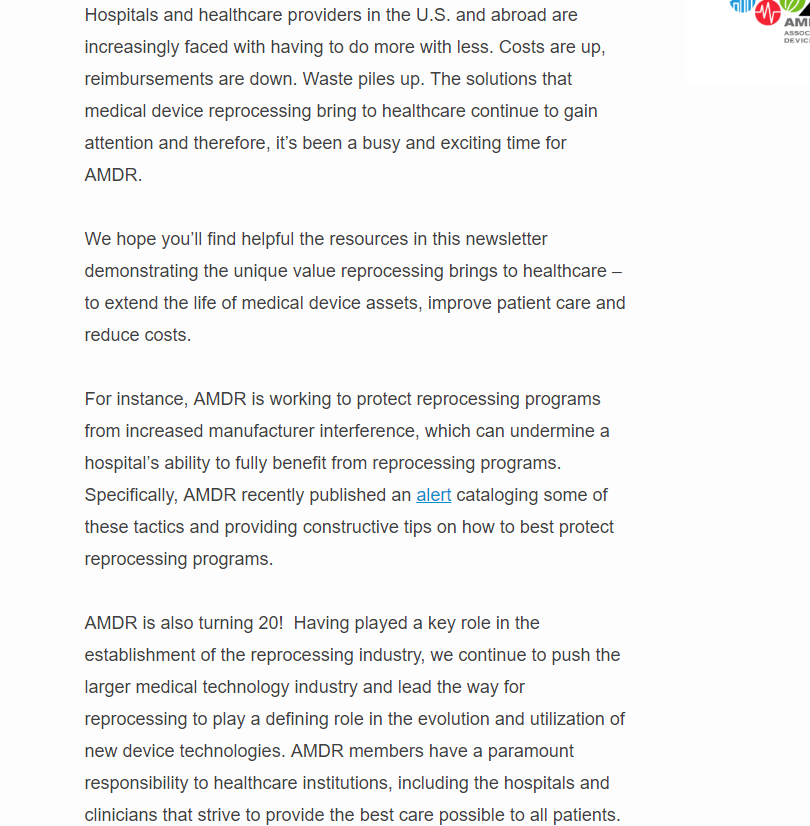 Hospitals and healthcare providers in the U.S. and abroad are
increasingly faced with having to do more with less. Costs are up,
reimbursements are down. Waste piles up. The solutions that
medical device reprocessing bring to healthcare continue to gain
attention and therefore, it’s been a busy and exciting time for
AMDR.
We hope you’ll find helpful the resources in this newsletter
demonstrating the unique value reprocessing brings to healthcare –
to extend the life of medical device assets, improve patient care and
reduce costs.
For instance, AMDR is working to protect reprocessing programs
from increased manufacturer interference, which can undermine a
hospital’s ability to fully benefit from reprocessing programs.
Specifically, AMDR recently published an alert cataloging some of
these tactics and providing constructive tips on how to best protect
reprocessing programs.
AMDR is also turning 20!  Having played a key role in the
establishment of the reprocessing industry, we continue to push the
larger medical technology industry and lead the way for
reprocessing to play a defining role in the evolution and utilization of
new device technologies. AMDR members have a paramount
responsibility to healthcare institutions, including the hospitals and
clinicians that strive to provide the best care possible to all patients.